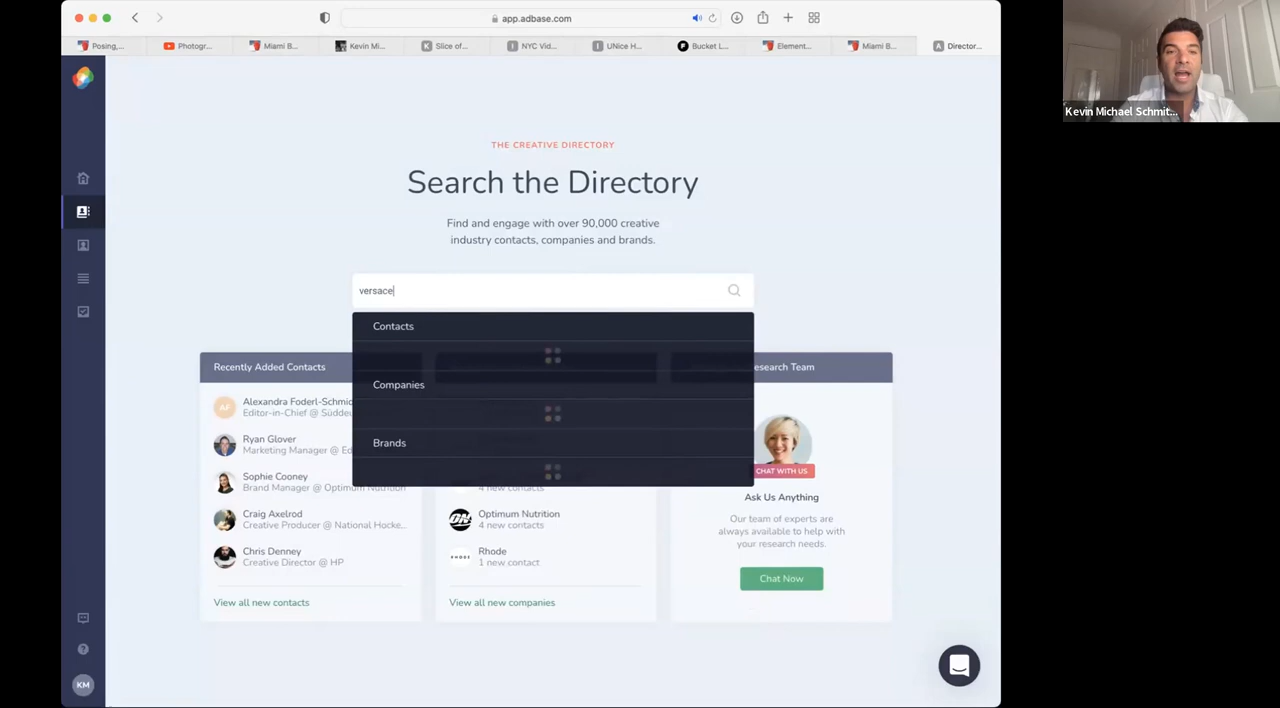 app.adbase.com
Posing,...
Photogr...
Miami B...
Kevin Mi...
Slice of...
NYC Vid...
UNice H...
Bucket L...
Element...
Miami B...
Director...
Kevin Michael Schmit...
THE CREATIVE DIRECTORY
Search the Directory
Find and engage with over 90,000 creative
industry contacts, companies and brands.
versace
Contacts
Companies
Brands
Recently Added Contacts
Alexandra Foderl-Schmid
Editor-in-Chief @ Südde
Ryan Glover
Marketing Manager @ Ed
Sophie Cooney
Brand Manager @ Optimum Nutrition
Craig Axelrod
Creative Producer @ National Hocke...
Chris Denney
Creative Director @ HP
View all new contacts
4 new contacts
Optimum Nutrition
4 new contacts
RHODE
Rhode
1 new contact
View all new companies
esearch Team
CHAT WITH US
Ask Us Anything
Our team of experts are
always available to help with
your research needs.
Chat Now
KM